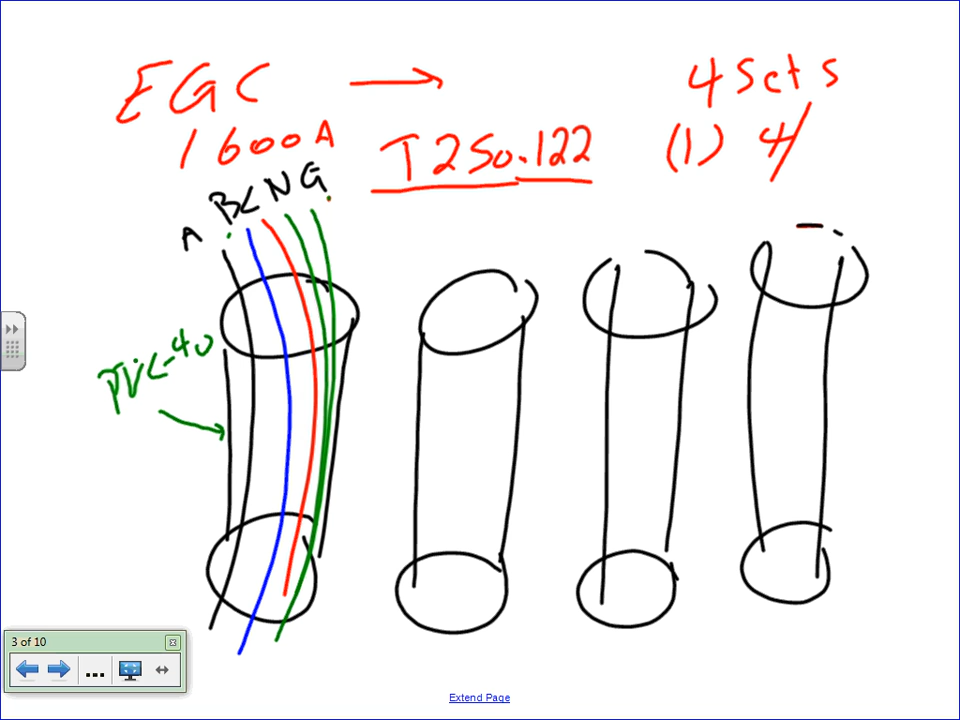 EGC → 4 Sets
1600A T250.122 (1) 4/
A B C N G
PVC-40
3 of 10
...
Extend Page